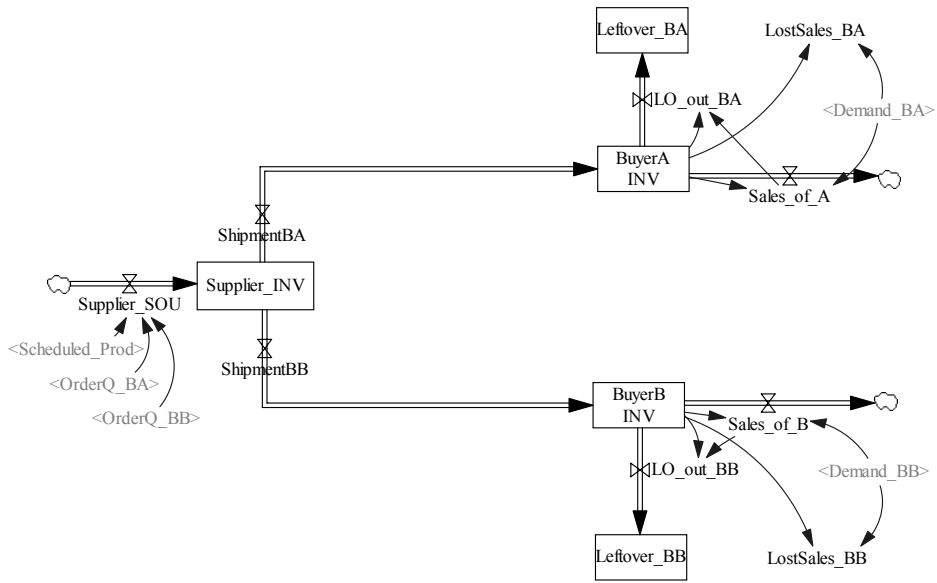 Leftover_BA
LostSales_BA
LO_out_BA
<Demand_BA>
BuyerA
INV
Sales_of_A
ShipmentBA
Supplier_INV
Supplier_SOU
<Scheduled_Prod>
ShipmentBB
<OrderQ_BA>
<OrderQ_BB>
BuyerB
INV
Sales_of_B
LO_out_BB
<Demand_BB>
Leftover_BB
LostSales_BB